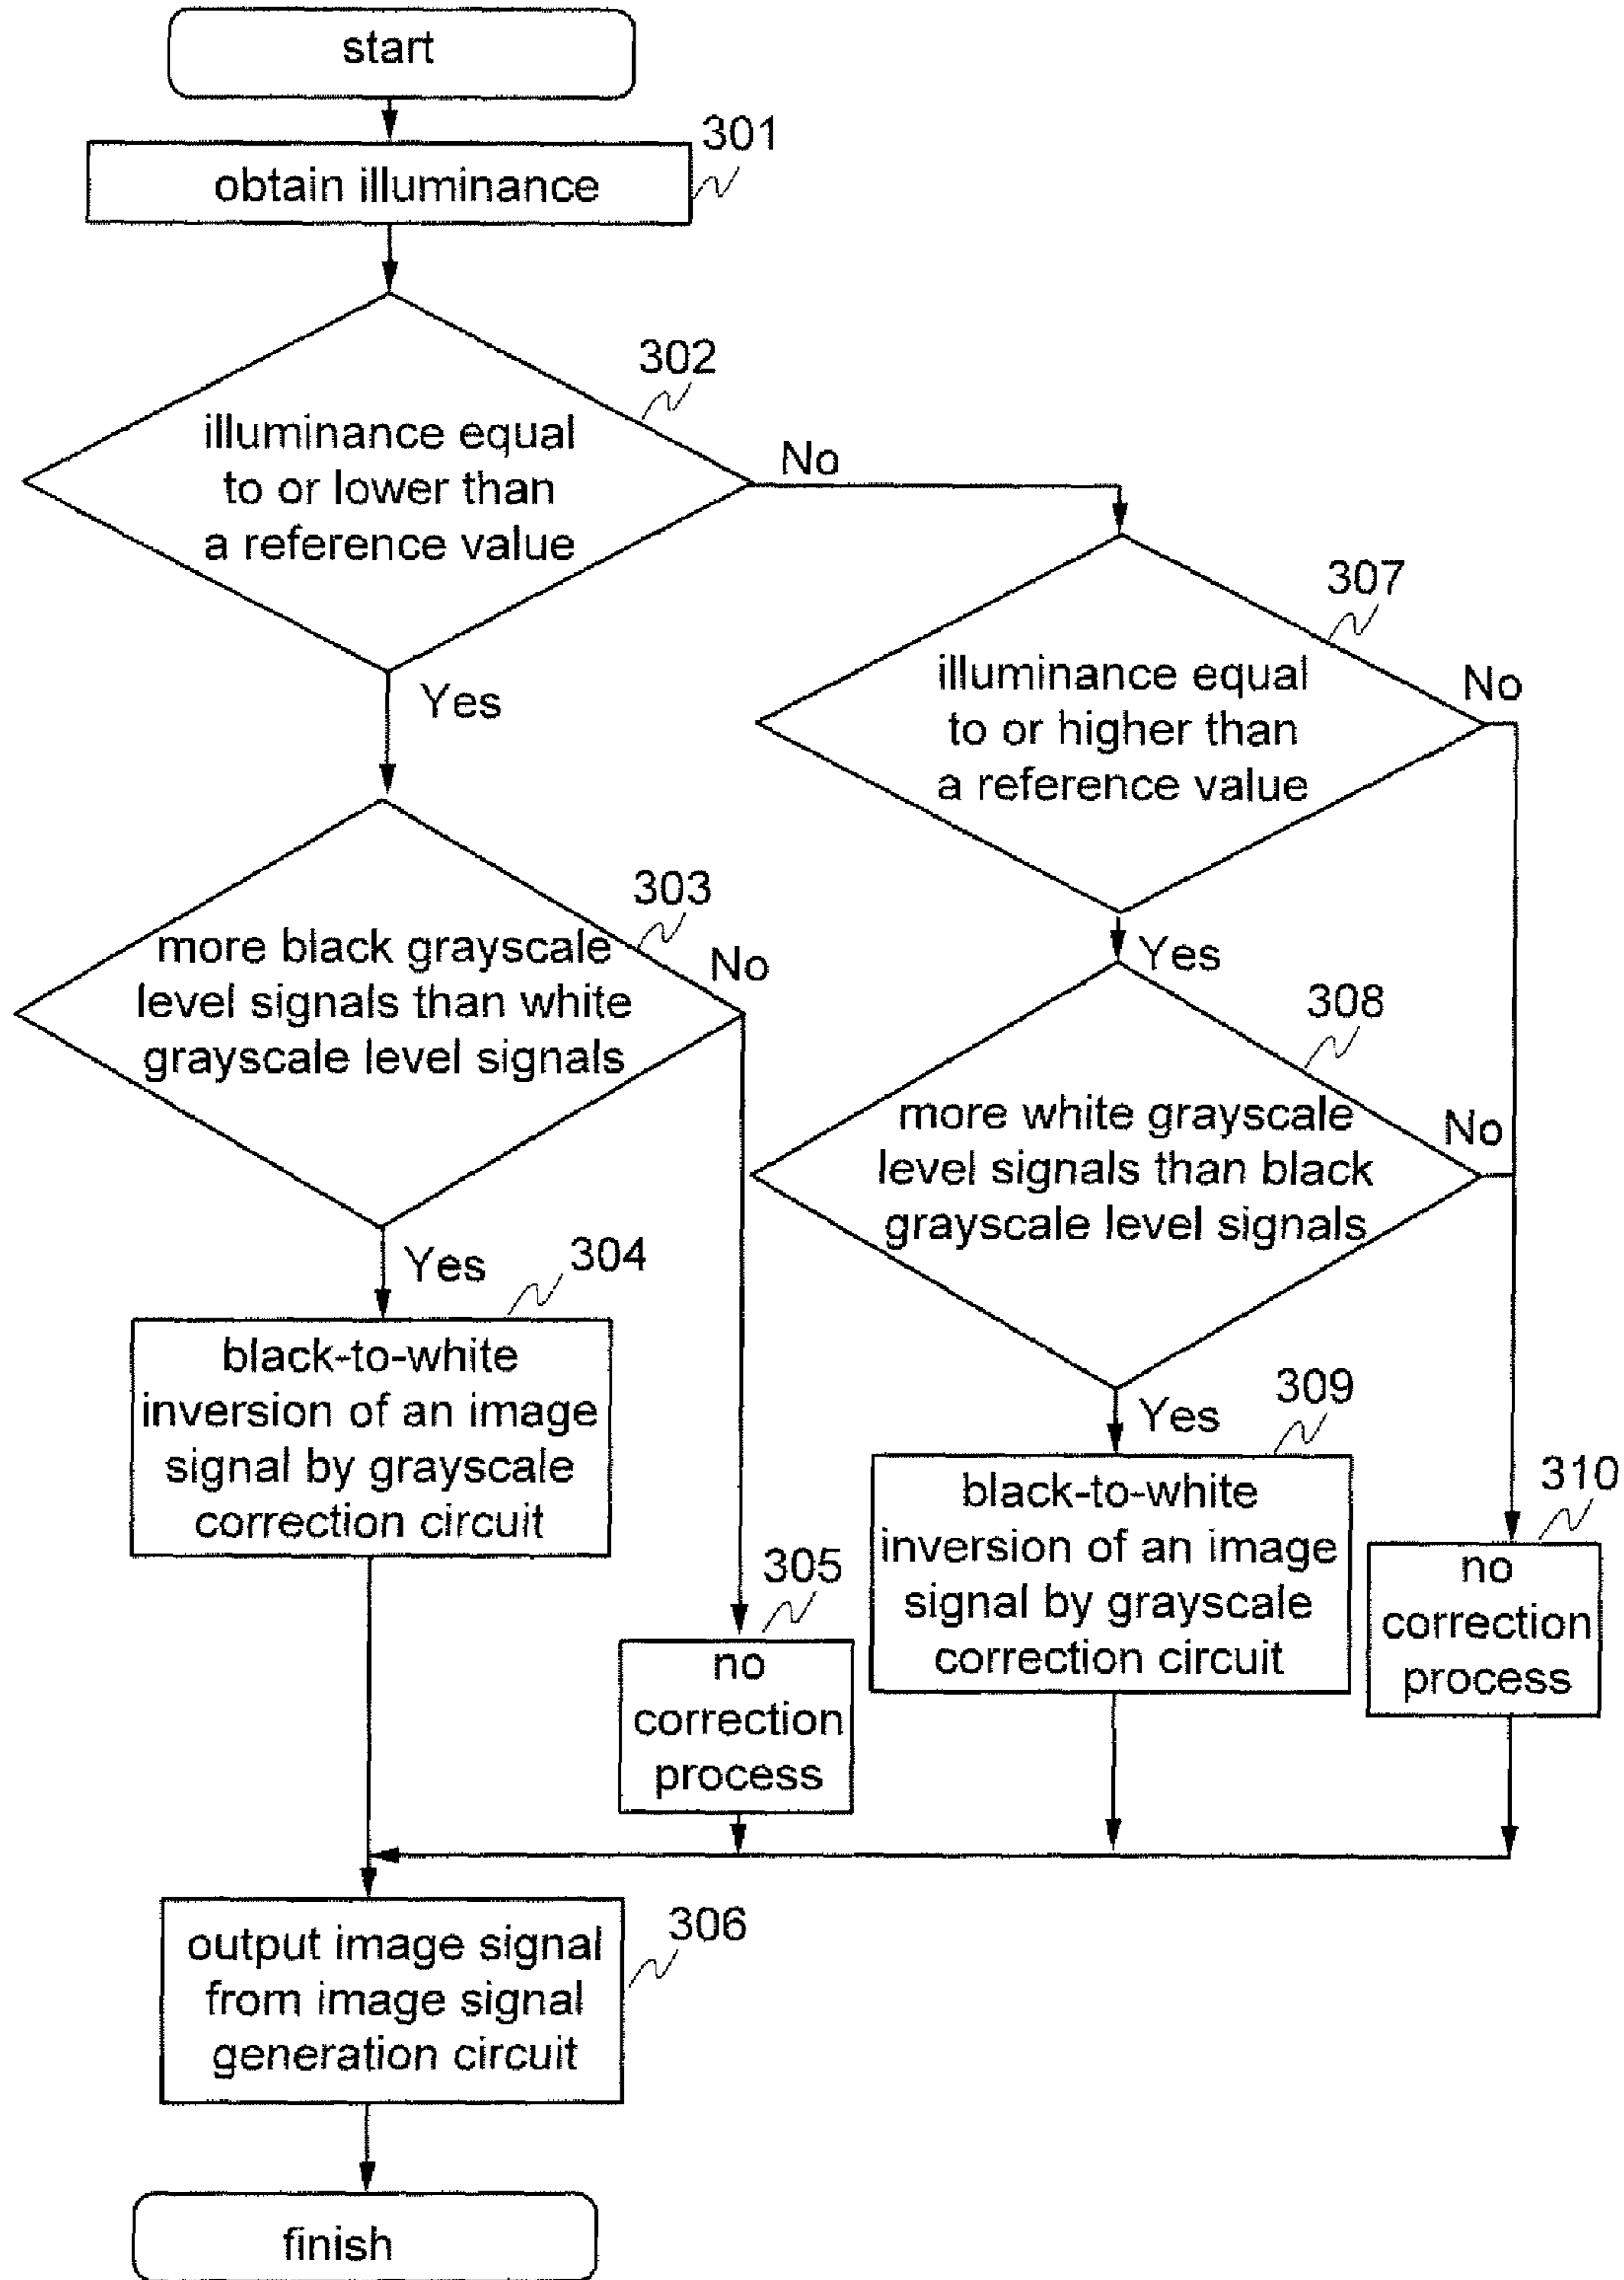 start
301
obtain illuminance
302
illuminance equal
to or lower than
a reference value
No
Yes
307
illuminance equal
to or higher than
a reference value
No
Yes
303
more black grayscale
level signals than white
grayscale level signals
No
Yes
308
more white grayscale
level signals than black
grayscale level signals
No
Yes
304
black-to-white
inversion of an image
signal by grayscale
correction circuit
305
no
correction
process
309
black-to-white
inversion of an image
signal by grayscale
correction circuit
310
no
correction
process
306
output image signal
from image signal
generation circuit
finish